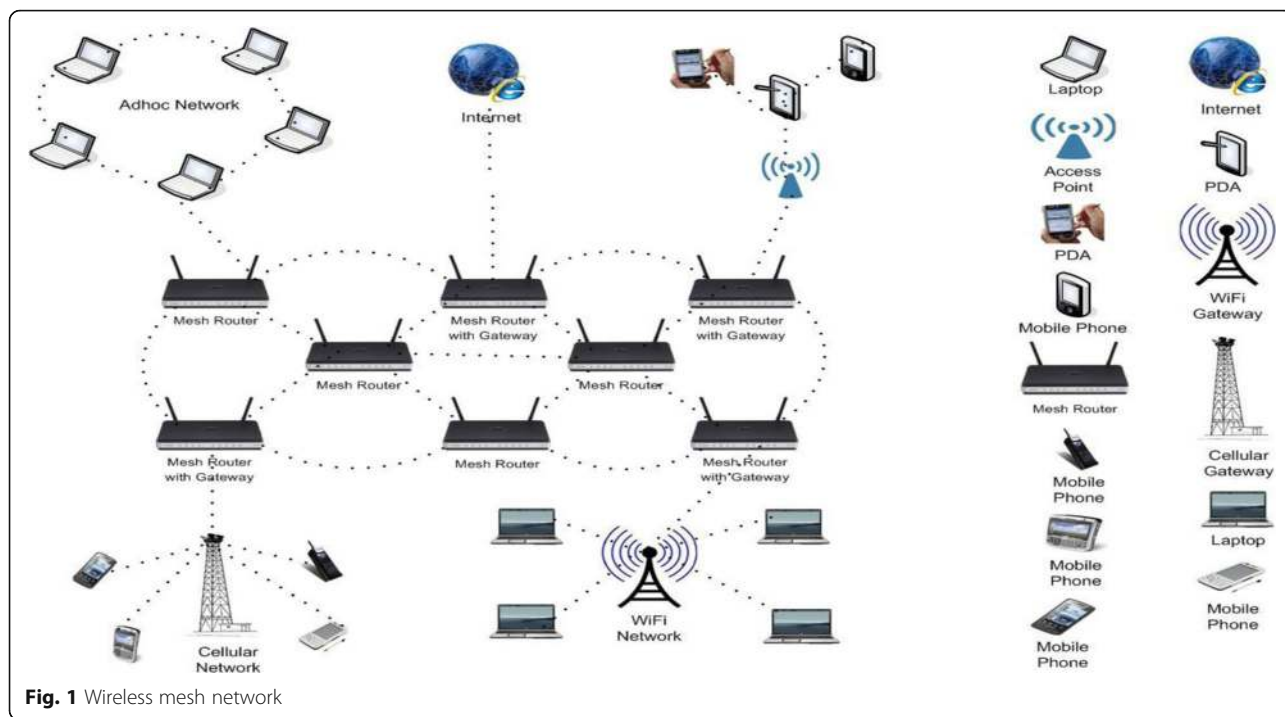 Adhoc Network
Internet
Mesh Router
Mesh Router
with Gateway
Mesh Router
with Gateway
Mesh Router
Mesh Router
Mesh Router
with Gateway
Mesh Router
Mesh Router
with Gateway
Cellular
Network
WiFi
Network
Laptop
Access
Point
PDA
Mobile Phone
Mesh Router
Mobile
Phone
Mobile
Phone
Mobile
Phone
Internet
PDA
WiFi
Gateway
Cellular
Gateway
Laptop
Mobile
Phone
Fig. 1 Wireless mesh network